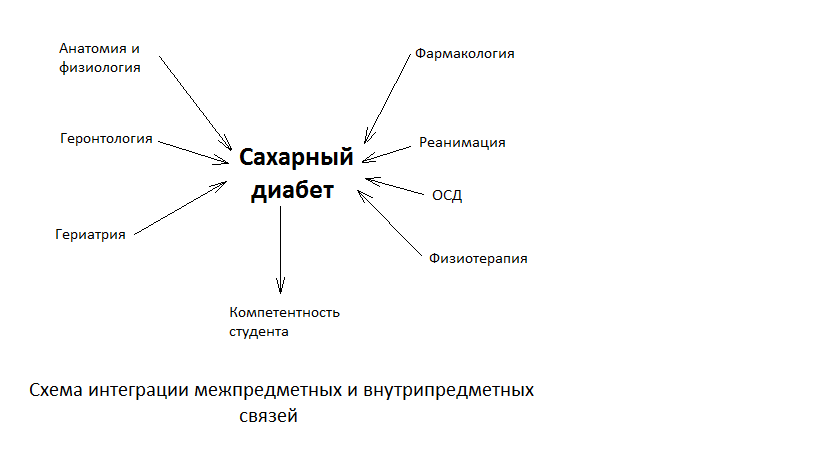 Анатомия и
физиология
Фармакология
Геронтология
Реанимация
Сахарный
диабет
ОСД
Гериатрия
Физиотерапия
Компетентность
студента
Схема интеграции межпредметных и внутрипредметных
связей